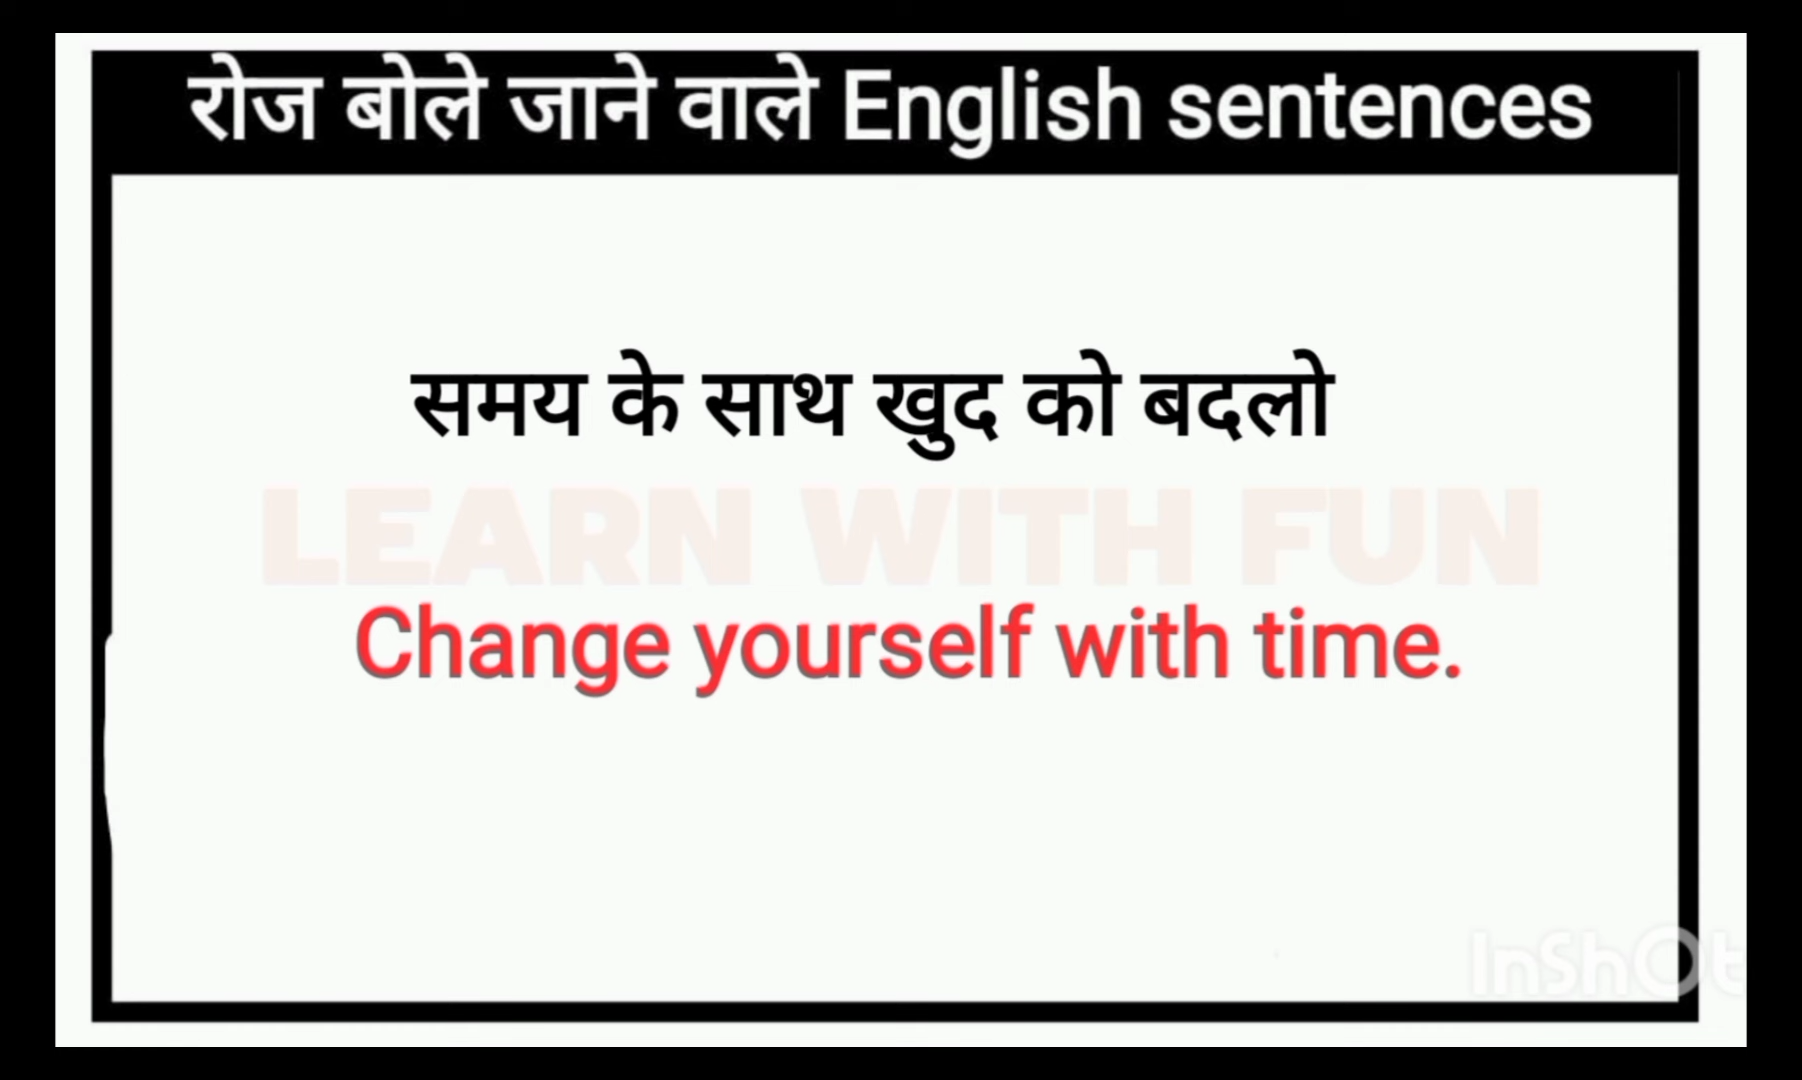 रोज बोले जाने वाले English sentences
समय के साथ खुद को बदलो
LEARN WITH FUN
Change yourself with time.
InShOt